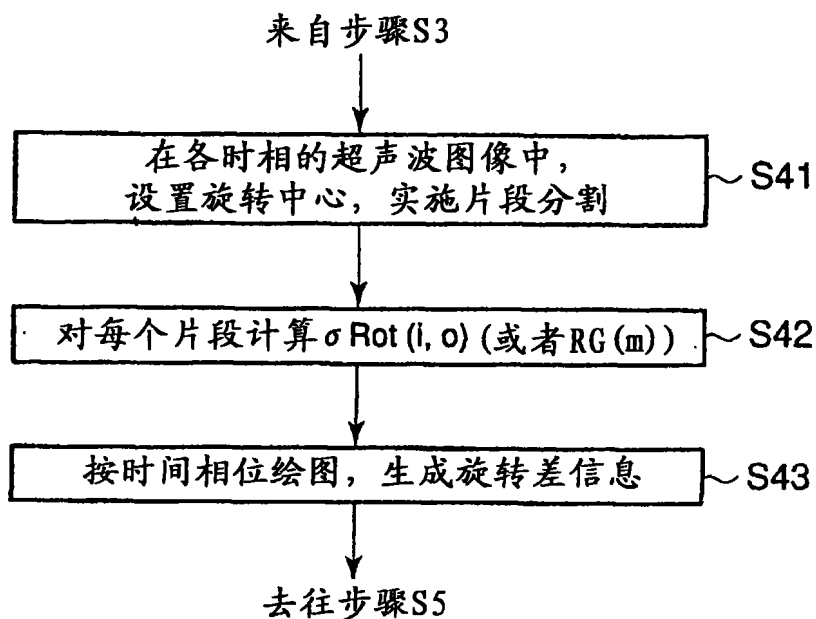 来自步骤S3
在各时相的超声波图像中，
设置旋转中心，实施片段分割
S41
对每个片段计算σRot(i,o)(或者RG(m))
S42
按时间相位绘图，生成旋转差信息
S43
去往步骤S5